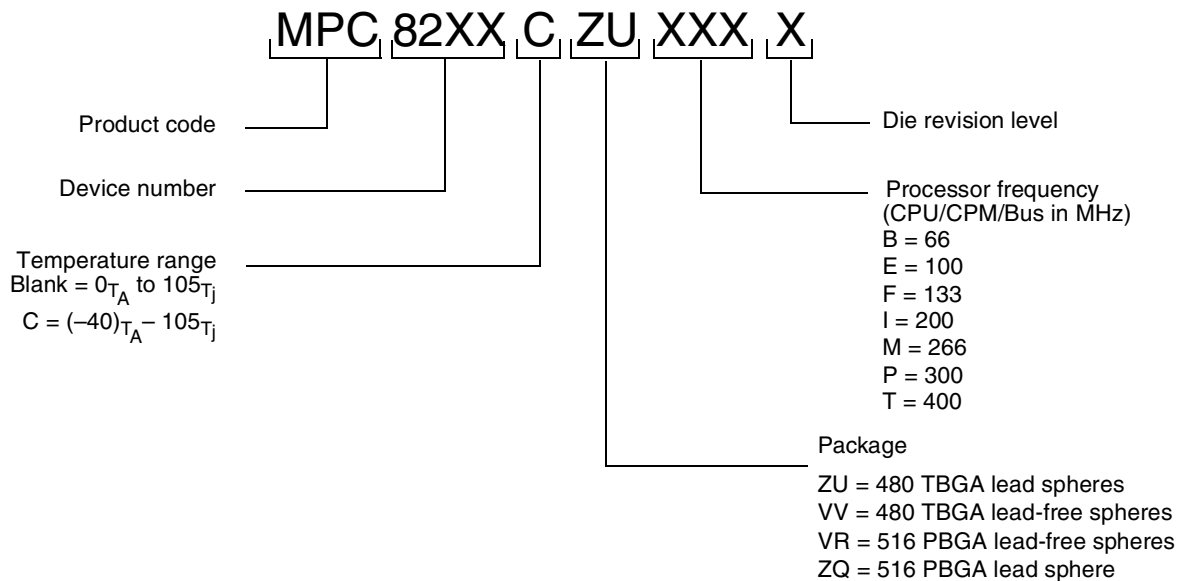 MPC 82XX C ZU XXX X
Product code
Device number
Temperature range
Blank = 0TA to 105Tj
C = (–40)TA– 105Tj
Die revision level
Processor frequency
(CPU/CPM/Bus in MHz)
B = 66
E = 100
F = 133
I = 200
M = 266
P = 300
T = 400
Package
ZU = 480 TBGA lead spheres
VV = 480 TBGA lead-free spheres
VR = 516 PBGA lead-free spheres
ZQ = 516 PBGA lead sphere